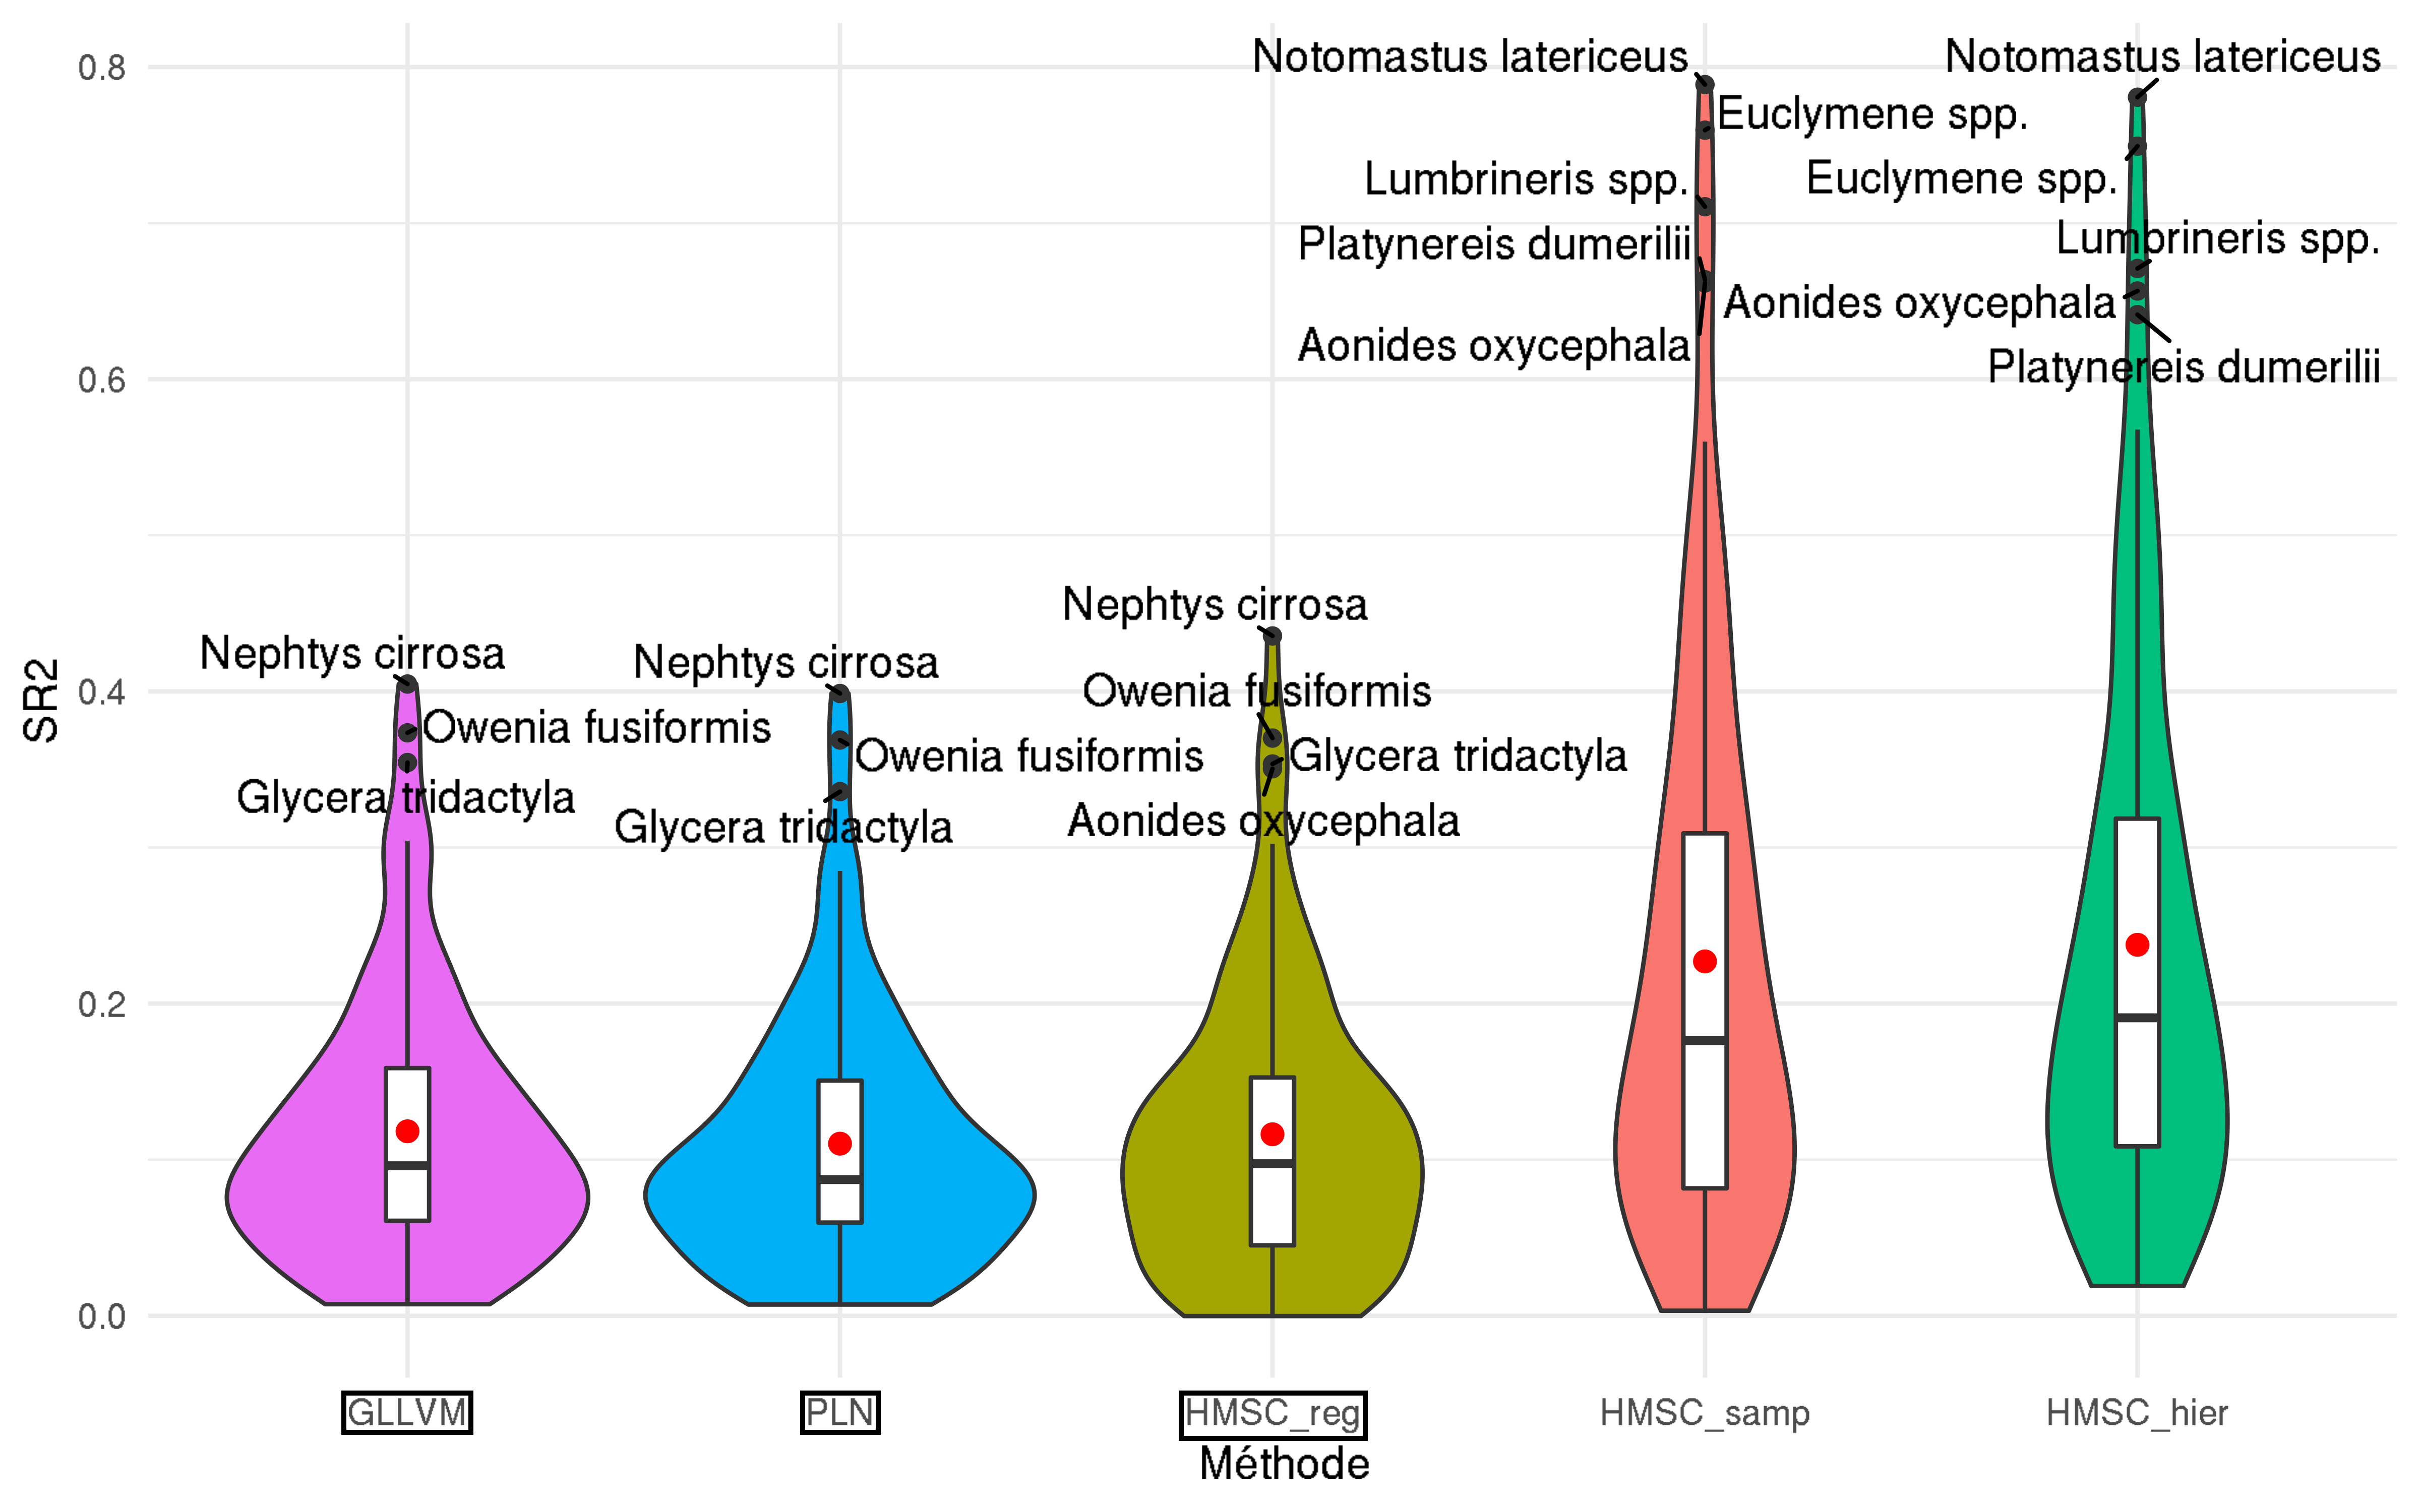 0.8
0.6
0.4
0.2
0.0
SR2
Nephtys cirrosa
Owenia fusiformis
Glycera tridactyla
Nephtys cirrosa
Owenia fusiformis
Glycera tridactyla
Nephtys cirrosa
Owenia fusiformis
Glycera tridactyla
Aonides oxycephala
Notomastus latericeus
Euclymene spp.
Lumbrineris spp.
Platynereis dumerilii
Aonides oxycephala
Notomastus latericeus
Euclymene spp.
Lumbrineris spp.
Aonides oxycephala
Platynereis dumerilii
GLLVM
PLN
HMSC_reg
HMSC_samp
HMSC_hier
Méthode